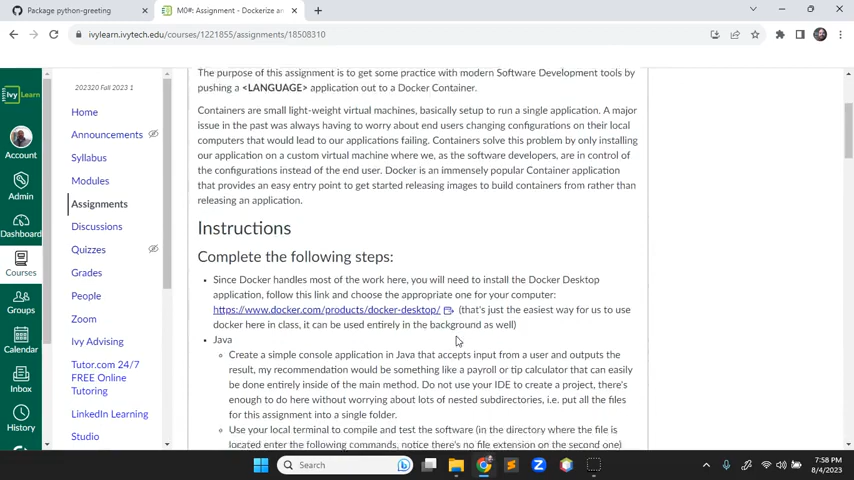 Package python-greeting
M0#: Assignment - Dockerize an
ivylearn.ivytech.edu/courses/1221855/assignments/18508310
Ivy Learn
Account
Admin
Dashboard
Courses
Groups
Calendar
Inbox
History
202320 Fall 2023 1
Home
Announcements
Syllabus
Modules
Assignments
Discussions
Quizzes
Grades
People
Zoom
Ivy Advising
Tutor.com 24/7
FREE Online
Tutoring
LinkedIn Learning
Studio
The purpose of this assignment is to get some practice with modern Software Development tools by
pushing a <LANGUAGE> application out to a Docker Container.
Containers are small light-weight virtual machines, basically setup to run a single application. A major
issue in the past was always having to worry about end users changing configurations on their local
computers that would lead to our applications failing. Containers solve this problem by only installing
our application on a custom virtual machine where we, as the software developers, are in control of
the configurations instead of the end user. Docker is an immensely popular Container application
that provides an easy entry point to get started releasing images to build containers from rather than
releasing an application.
Instructions
Complete the following steps:
• Since Docker handles most of the work here, you will need to install the Docker Desktop
application, follow this link and choose the appropriate one for your computer:
https://www.docker.com/products/docker-desktop/ (that's just the easiest way for us to use
docker here in class, it can be used entirely in the background as well)
• Java
Create a simple console application in Java that accepts input from a user and outputs the
result, my recommendation would be something like a payroll or tip calculator that can easily
be done entirely inside of the main method. Do not use your IDE to create a project, there's
enough to do here without worrying about lots of nested subdirectories, i.e. put all the files
for this assignment into a single folder.
Use your local terminal to compile and test the software (in the directory where the file is
located enter the following commands, notice there's no file extension on the second one)
Search
7:58 PM
8/4/2023